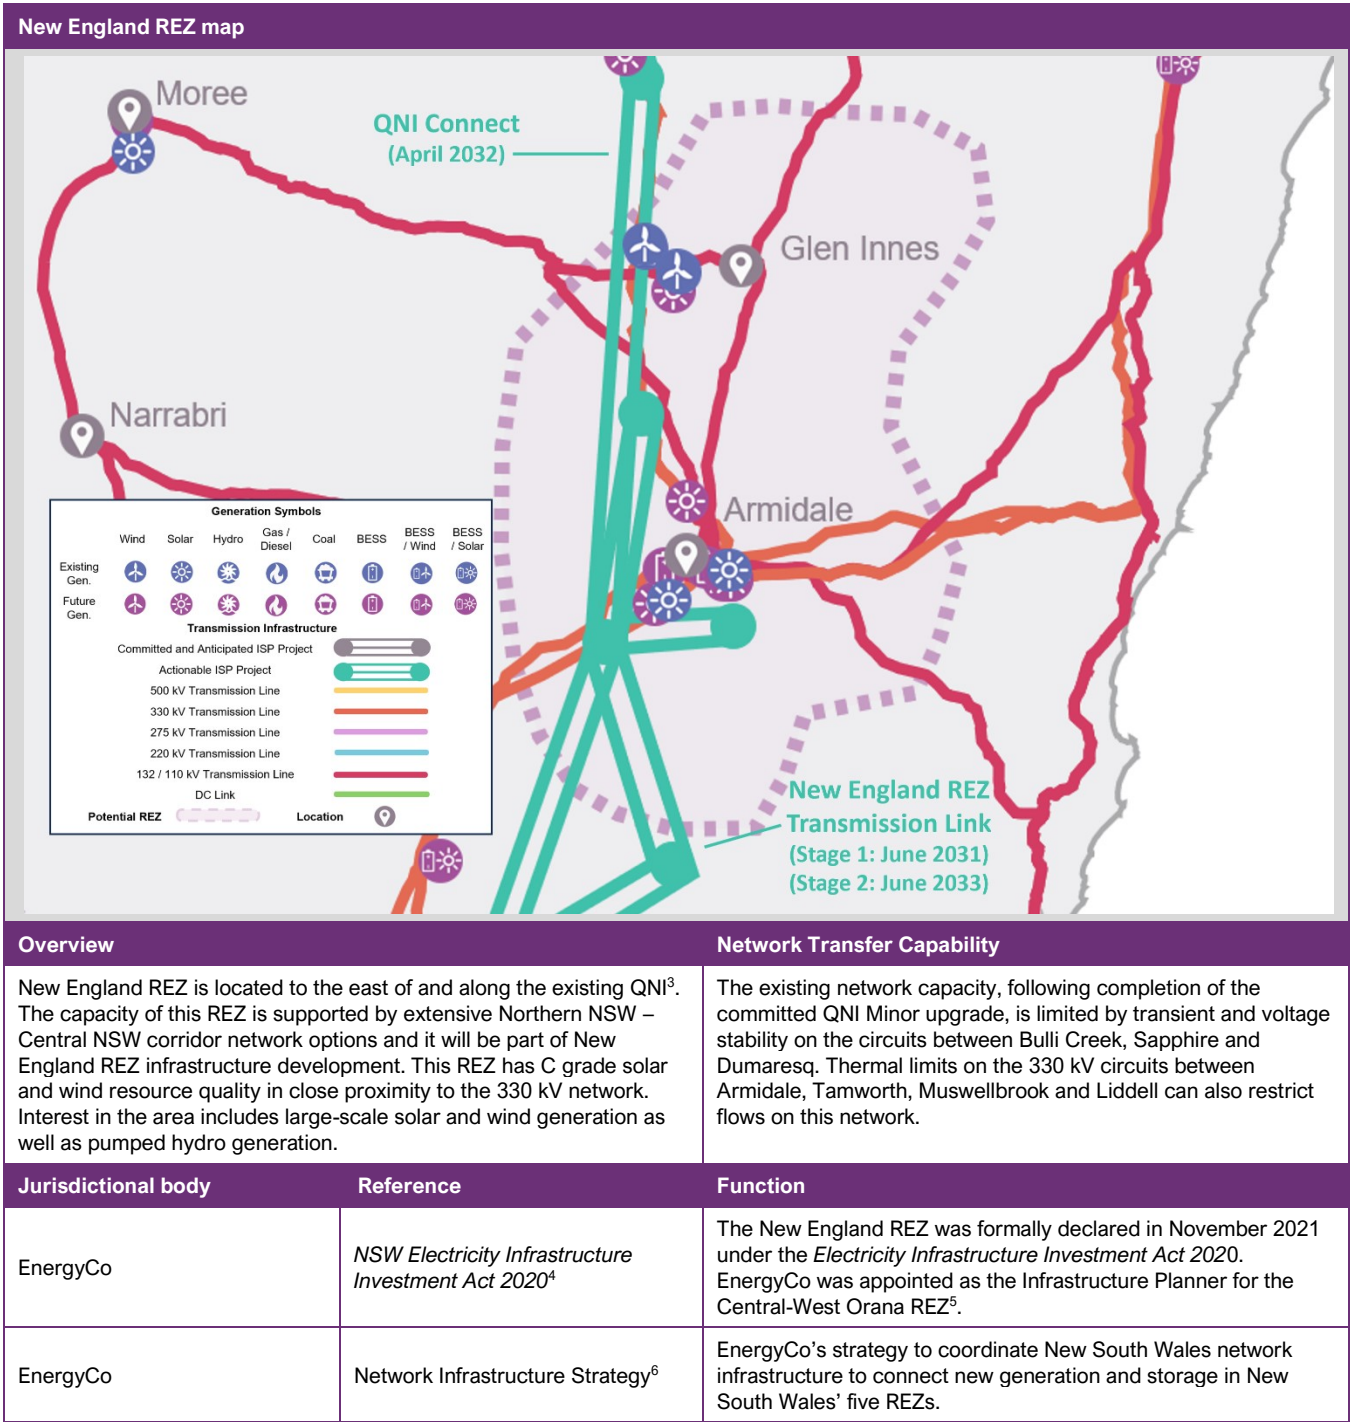 New England REZ map
Moree
QNI Connect
(April 2032)
Glen Innes
Narrabri
Armidale
Generation Symbols
Wind Solar Hydro Gas / Diesel Coal BESS BESS / Wind BESS / Solar
Existing Gen.
Future Gen.
Transmission Infrastructure
Committed and Anticipated ISP Project
Actionable ISP Project
500 kV Transmission Line
330 kV Transmission Line
275 kV Transmission Line
220 kV Transmission Line
132 / 110 kV Transmission Line
DC Link
Potential REZ Location
New England REZ
Transmission Link
(Stage 1: June 2031)
(Stage 2: June 2033)
Overview
New England REZ is located to the east of and along the existing QNI3.
The capacity of this REZ is supported by extensive Northern NSW –
Central NSW corridor network options and it will be part of New
England REZ infrastructure development. This REZ has C grade solar
and wind resource quality in close proximity to the 330 kV network.
Interest in the area includes large-scale solar and wind generation as
well as pumped hydro generation.
Network Transfer Capability
The existing network capacity, following completion of the
committed QNI Minor upgrade, is limited by transient and voltage
stability on the circuits between Bulli Creek, Sapphire and
Dumaresq. Thermal limits on the 330 kV circuits between
Armidale, Tamworth, Muswellbrook and Liddell can also restrict
flows on this network.
Jurisdictional body Reference Function
EnergyCo
NSW Electricity Infrastructure
Investment Act 20204
The New England REZ was formally declared in November 2021
under the Electricity Infrastructure Investment Act 2020.
EnergyCo was appointed as the Infrastructure Planner for the
Central-West Orana REZ5.
EnergyCo
Network Infrastructure Strategy6
EnergyCo’s strategy to coordinate New South Wales network
infrastructure to connect new generation and storage in New
South Wales’ five REZs.